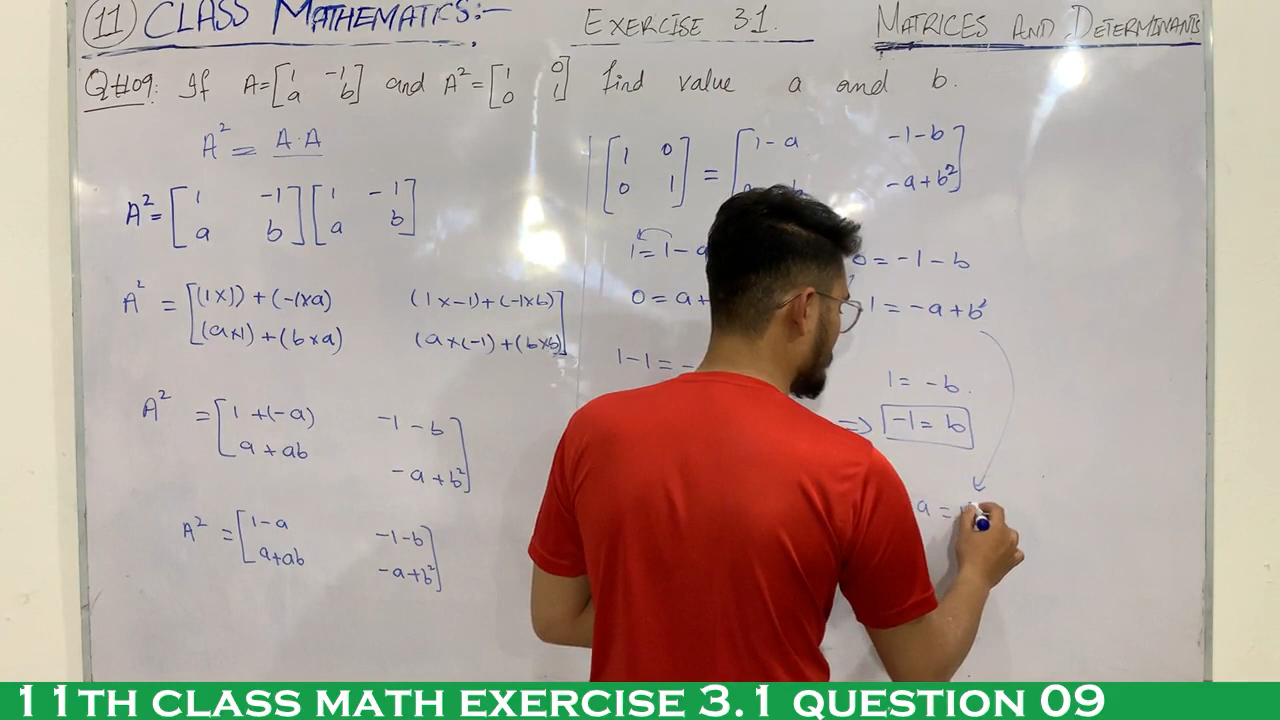 (11) CLASS MATHEMATICS:- EXERCISE 3.1. MATRICES AND DETERMINANTS
Q#09: If A=[1 -1
a b] and A²=[1 0
0 1] find value a and b.
A² = A·A
A²=[1 -1
a b][1 -1
a b]
A² =[(1×1)+(-1×a) (1×-1)+(-1×b)
(a×1)+(b×a) (a×(-1)+(b×b)]
A² =[1+(-a) -1-b
a+ab -a+b²]
A² =[1-a -1-b
a+ab -a+b²]
[1 0
0 1] = [1-a -1-b
-a+b²]
1=1- 0=-1-b
0=a+ 1=-a+b²
1-1=- 1=-b.
=> -1=b
a=
11TH CLASS MATH EXERCISE 3.1 QUESTION 09